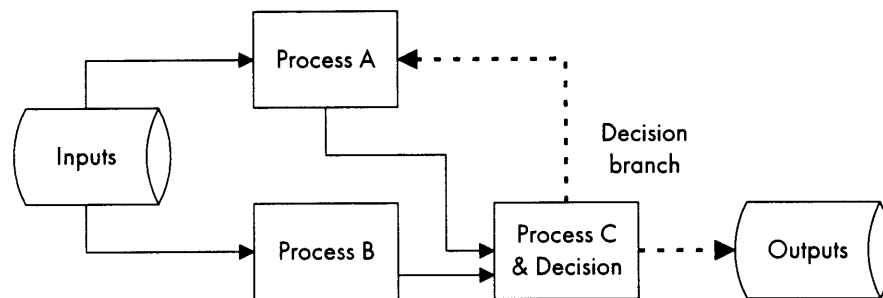 Process A
Decision
branch
Inputs
Process B
Process C
& Decision
Outputs